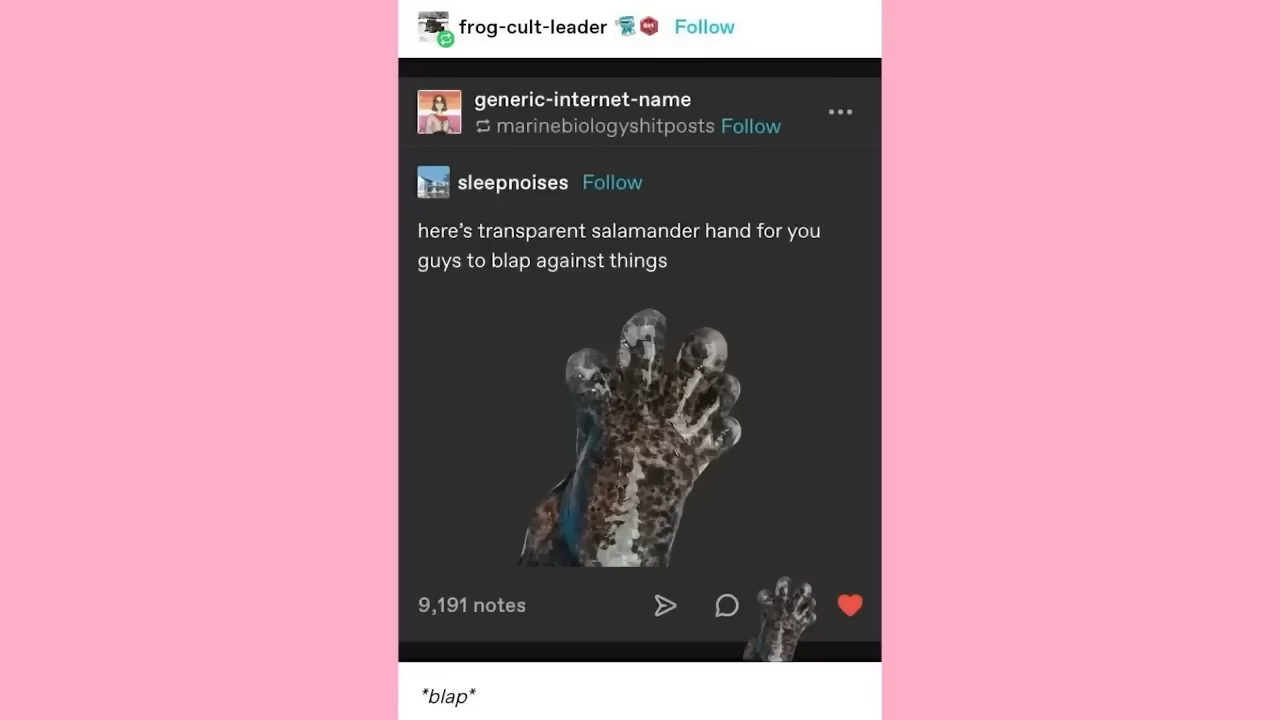 frog-cult-leader Follow
generic-internet-name
marinebiologyshitposts Follow
sleepnoises Follow
here's transparent salamander hand for you
guys to blap against things
9,191 notes
*blap*